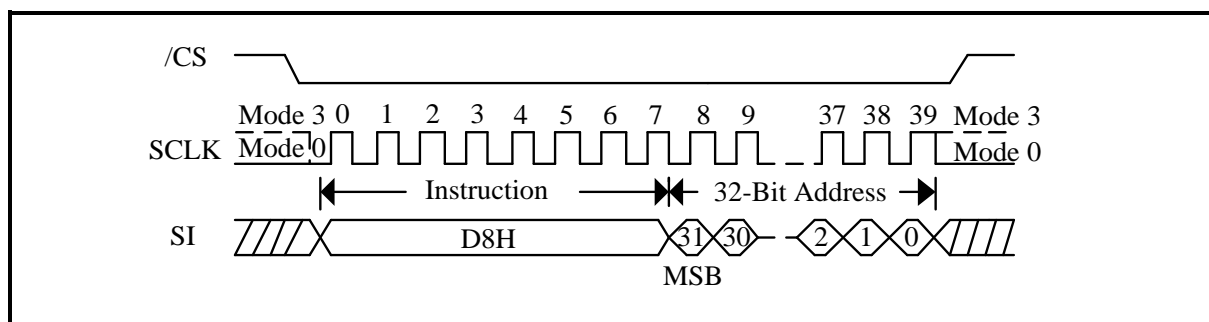 /CS
Mode 3 0 1 2 3 4 5 6 7 8 9 37 38 39 Mode 3
SCLK Mode 0 Mode 0
Instruction 32-Bit Address
SI D8H 31 30 2 1 0
MSB